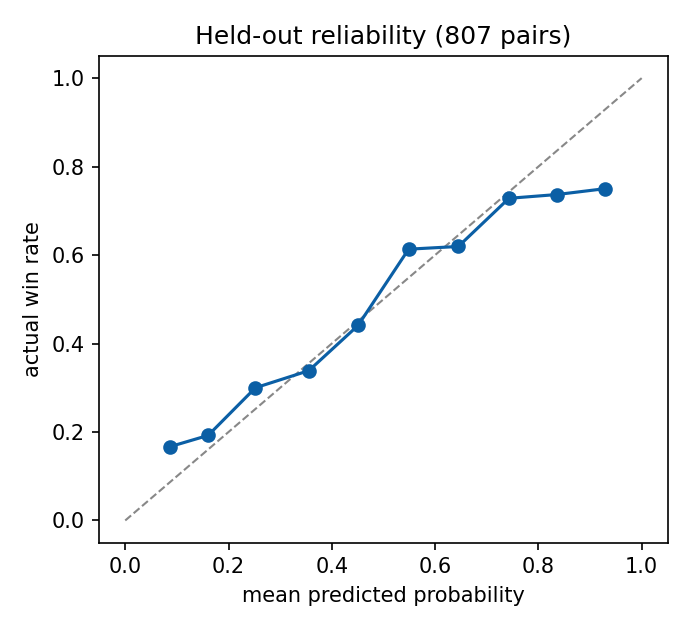 Held-out reliability (807 pairs)
1.0
0.8
0.6
0.4
0.2
0.0
actual win rate
0.0 0.2 0.4 0.6 0.8 1.0
mean predicted probability